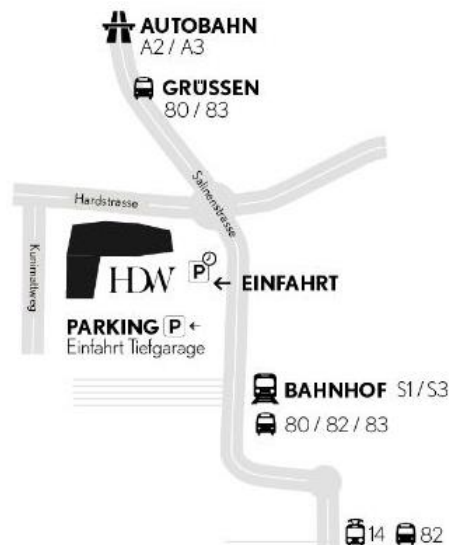 AUTOBAHN
A2 / A3
GRÜSSEN
80 / 83
Salinenstrasse
Hardstrasse
Kunimattweg
HDW
P
← EINFAHRT
PARKING P ←
Einfahrt Tiefgarage
BAHNHOF S1/S3
80 / 82 / 83
14 82